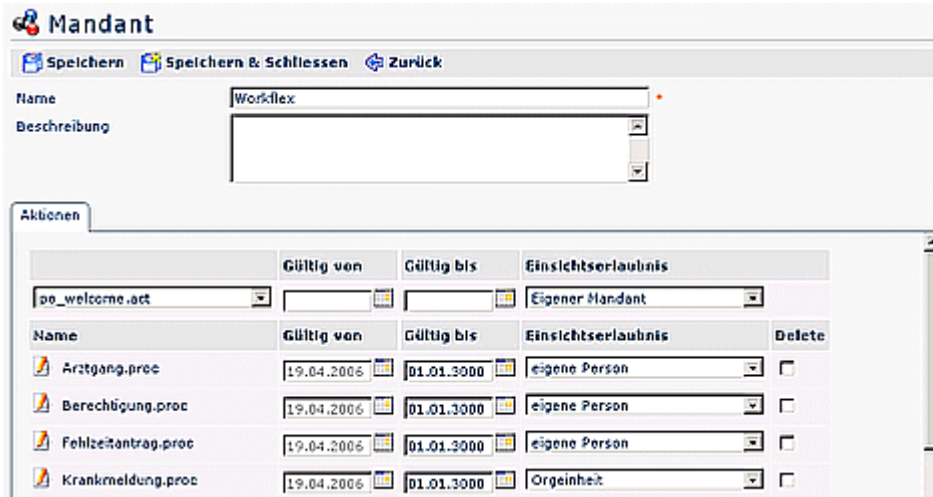 Mandant
Speichern Speichern & Schliessen Zurück
Name Workflex *
Beschreibung
Aktionen
Gültig von Gültig bis Einsichtserlaubnis
po_welcome.act Eigener Mandant
Name Gültig von Gültig bis Einsichtserlaubnis Delete
Arztgang.proc 19.04.2006 01.01.3000 eigene Person
Berechtigung.proc 19.04.2006 01.01.3000 eigene Person
Fehlzeitantrag.proc 19.04.2006 01.01.3000 eigene Person
Krankmeldung.proc 19.04.2006 01.01.3000 Orgeinheit